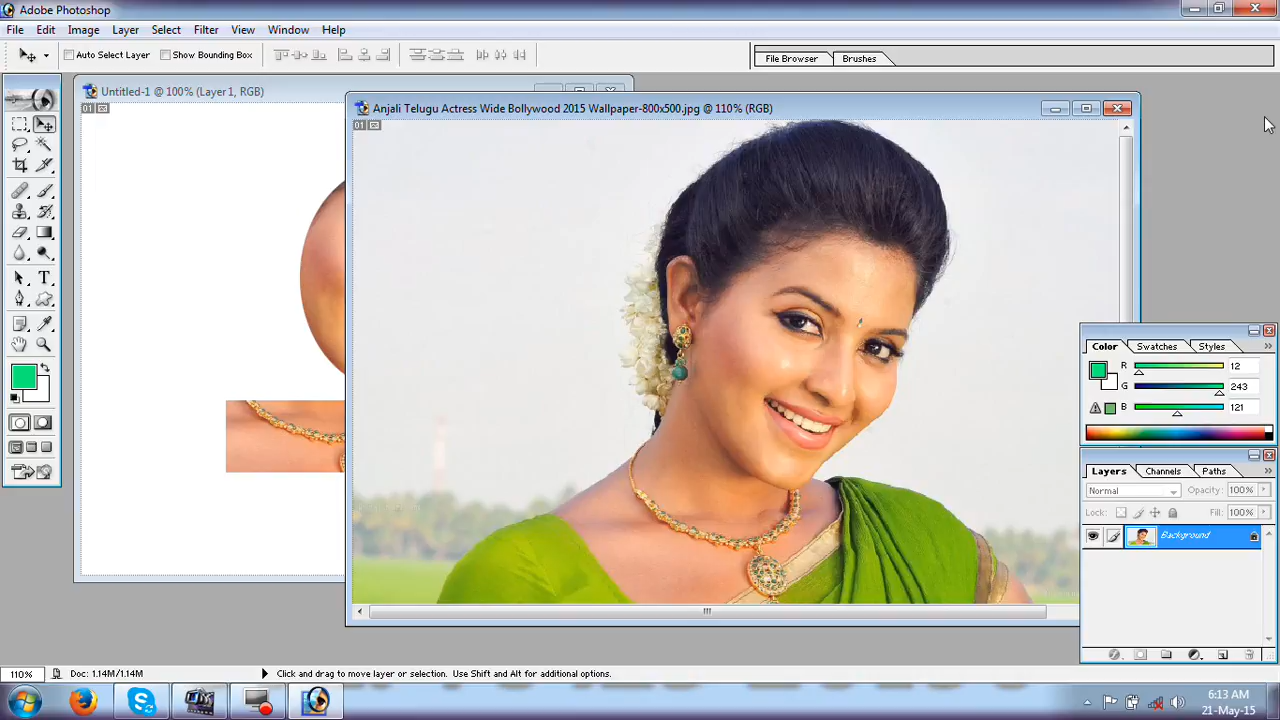 Adobe Photoshop
File Edit Image Layer Select Filter View Window Help
Auto Select Layer Show Bounding Box File Browser Brushes
Untitled-1 @ 100% (Layer 1, RGB)
Anjali Telugu Actress Wide Bollywood 2015 Wallpaper-800x500.jpg @ 110% (RGB)
01
01
T
Color Swatches Styles
R 12
G 243
B 121
Layers Channels Paths
Normal Opacity: 100%
Lock: Fill: 100%
Background
110% Doc: 1.14M/1.14M Click and drag to move layer or selection. Use Shift and Alt for additional options.
6:13 AM
21-May-15